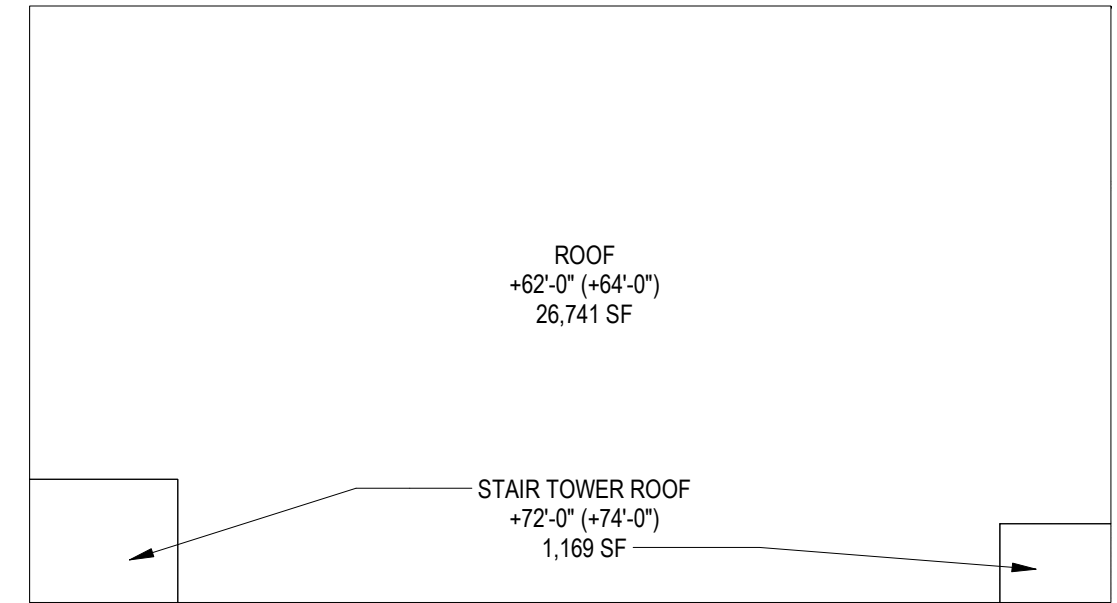 ROOF
+62'-0" (+64'-0")
26,741 SF
STAIR TOWER ROOF
+72'-0" (+74'-0")
1,169 SF